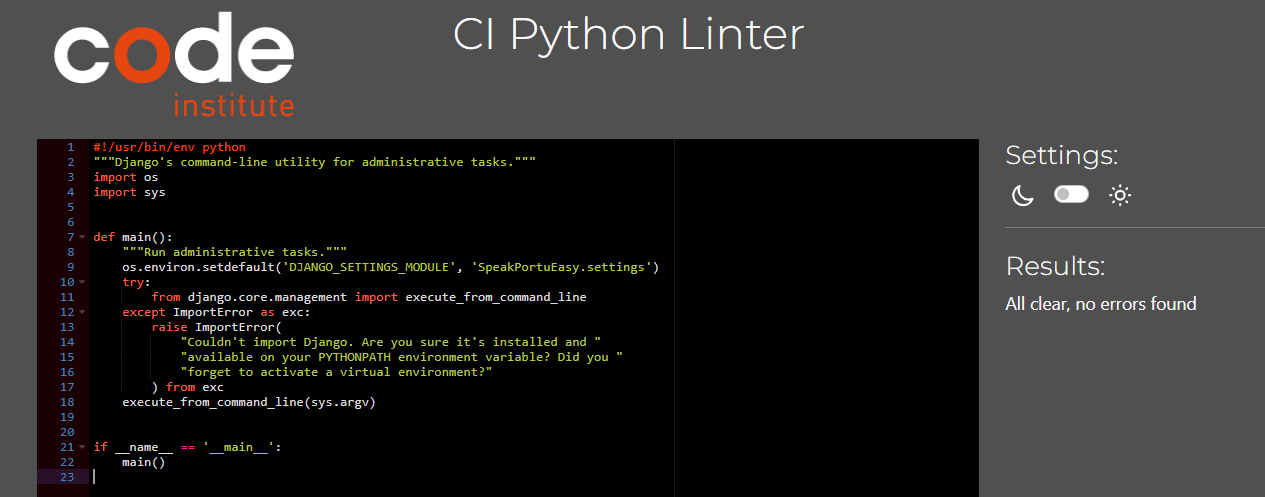 code
institute
CI Python Linter
1 #!/usr/bin/env python
2 """Django's command-line utility for administrative tasks."""
3 import os
4 import sys
5
6
7 def main():
8     """Run administrative tasks."""
9     os.environ.setdefault('DJANGO_SETTINGS_MODULE', 'SpeakPortuEasy.settings')
10     try:
11         from django.core.management import execute_from_command_line
12     except ImportError as exc:
13         raise ImportError(
14             "Couldn't import Django. Are you sure it's installed and "
15             "available on your PYTHONPATH environment variable? Did you "
16             "forget to activate a virtual environment?"
17         ) from exc
18     execute_from_command_line(sys.argv)
19
20
21 if __name__ == '__main__':
22     main()
23
Settings:
Results:
All clear, no errors found